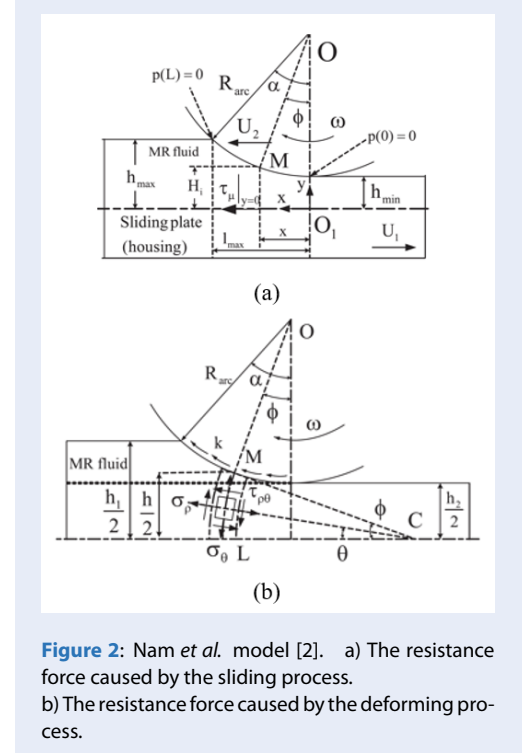 O
p(L) = 0
R_arc
α
ϕ
ω
U_2
p(0) = 0
MR fluid
M
h_max
H_i
τ_μ|_y=0
x
y
h_min
Sliding plate
(housing)
l_max
x
O_1
U_1
(a)
O
R_arc
α
ϕ
ω
k
M
MR fluid
h_1/2
h/2
σ_ρ
τ_ρθ
ϕ
C
h_2/2
σ_θ
L
θ
θ
(b)
Figure 2: Nam et al. model [2]. a) The resistance
force caused by the sliding process.
b) The resistance force caused by the deforming pro-
cess.